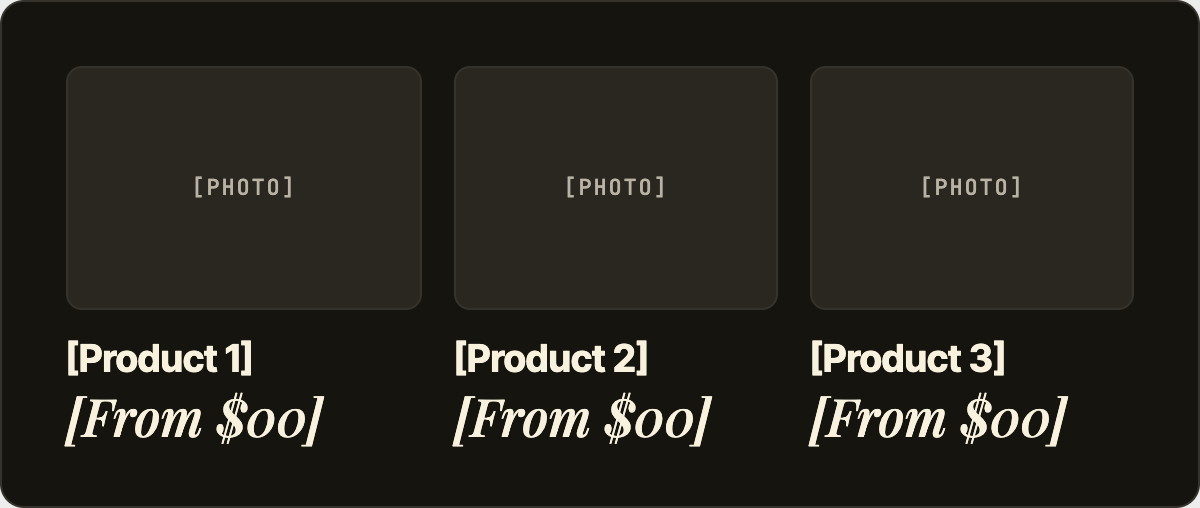 [PHOTO]
[PHOTO]
[PHOTO]
[Product 1]
[From $00]
[Product 2]
[From $00]
[Product 3]
[From $00]